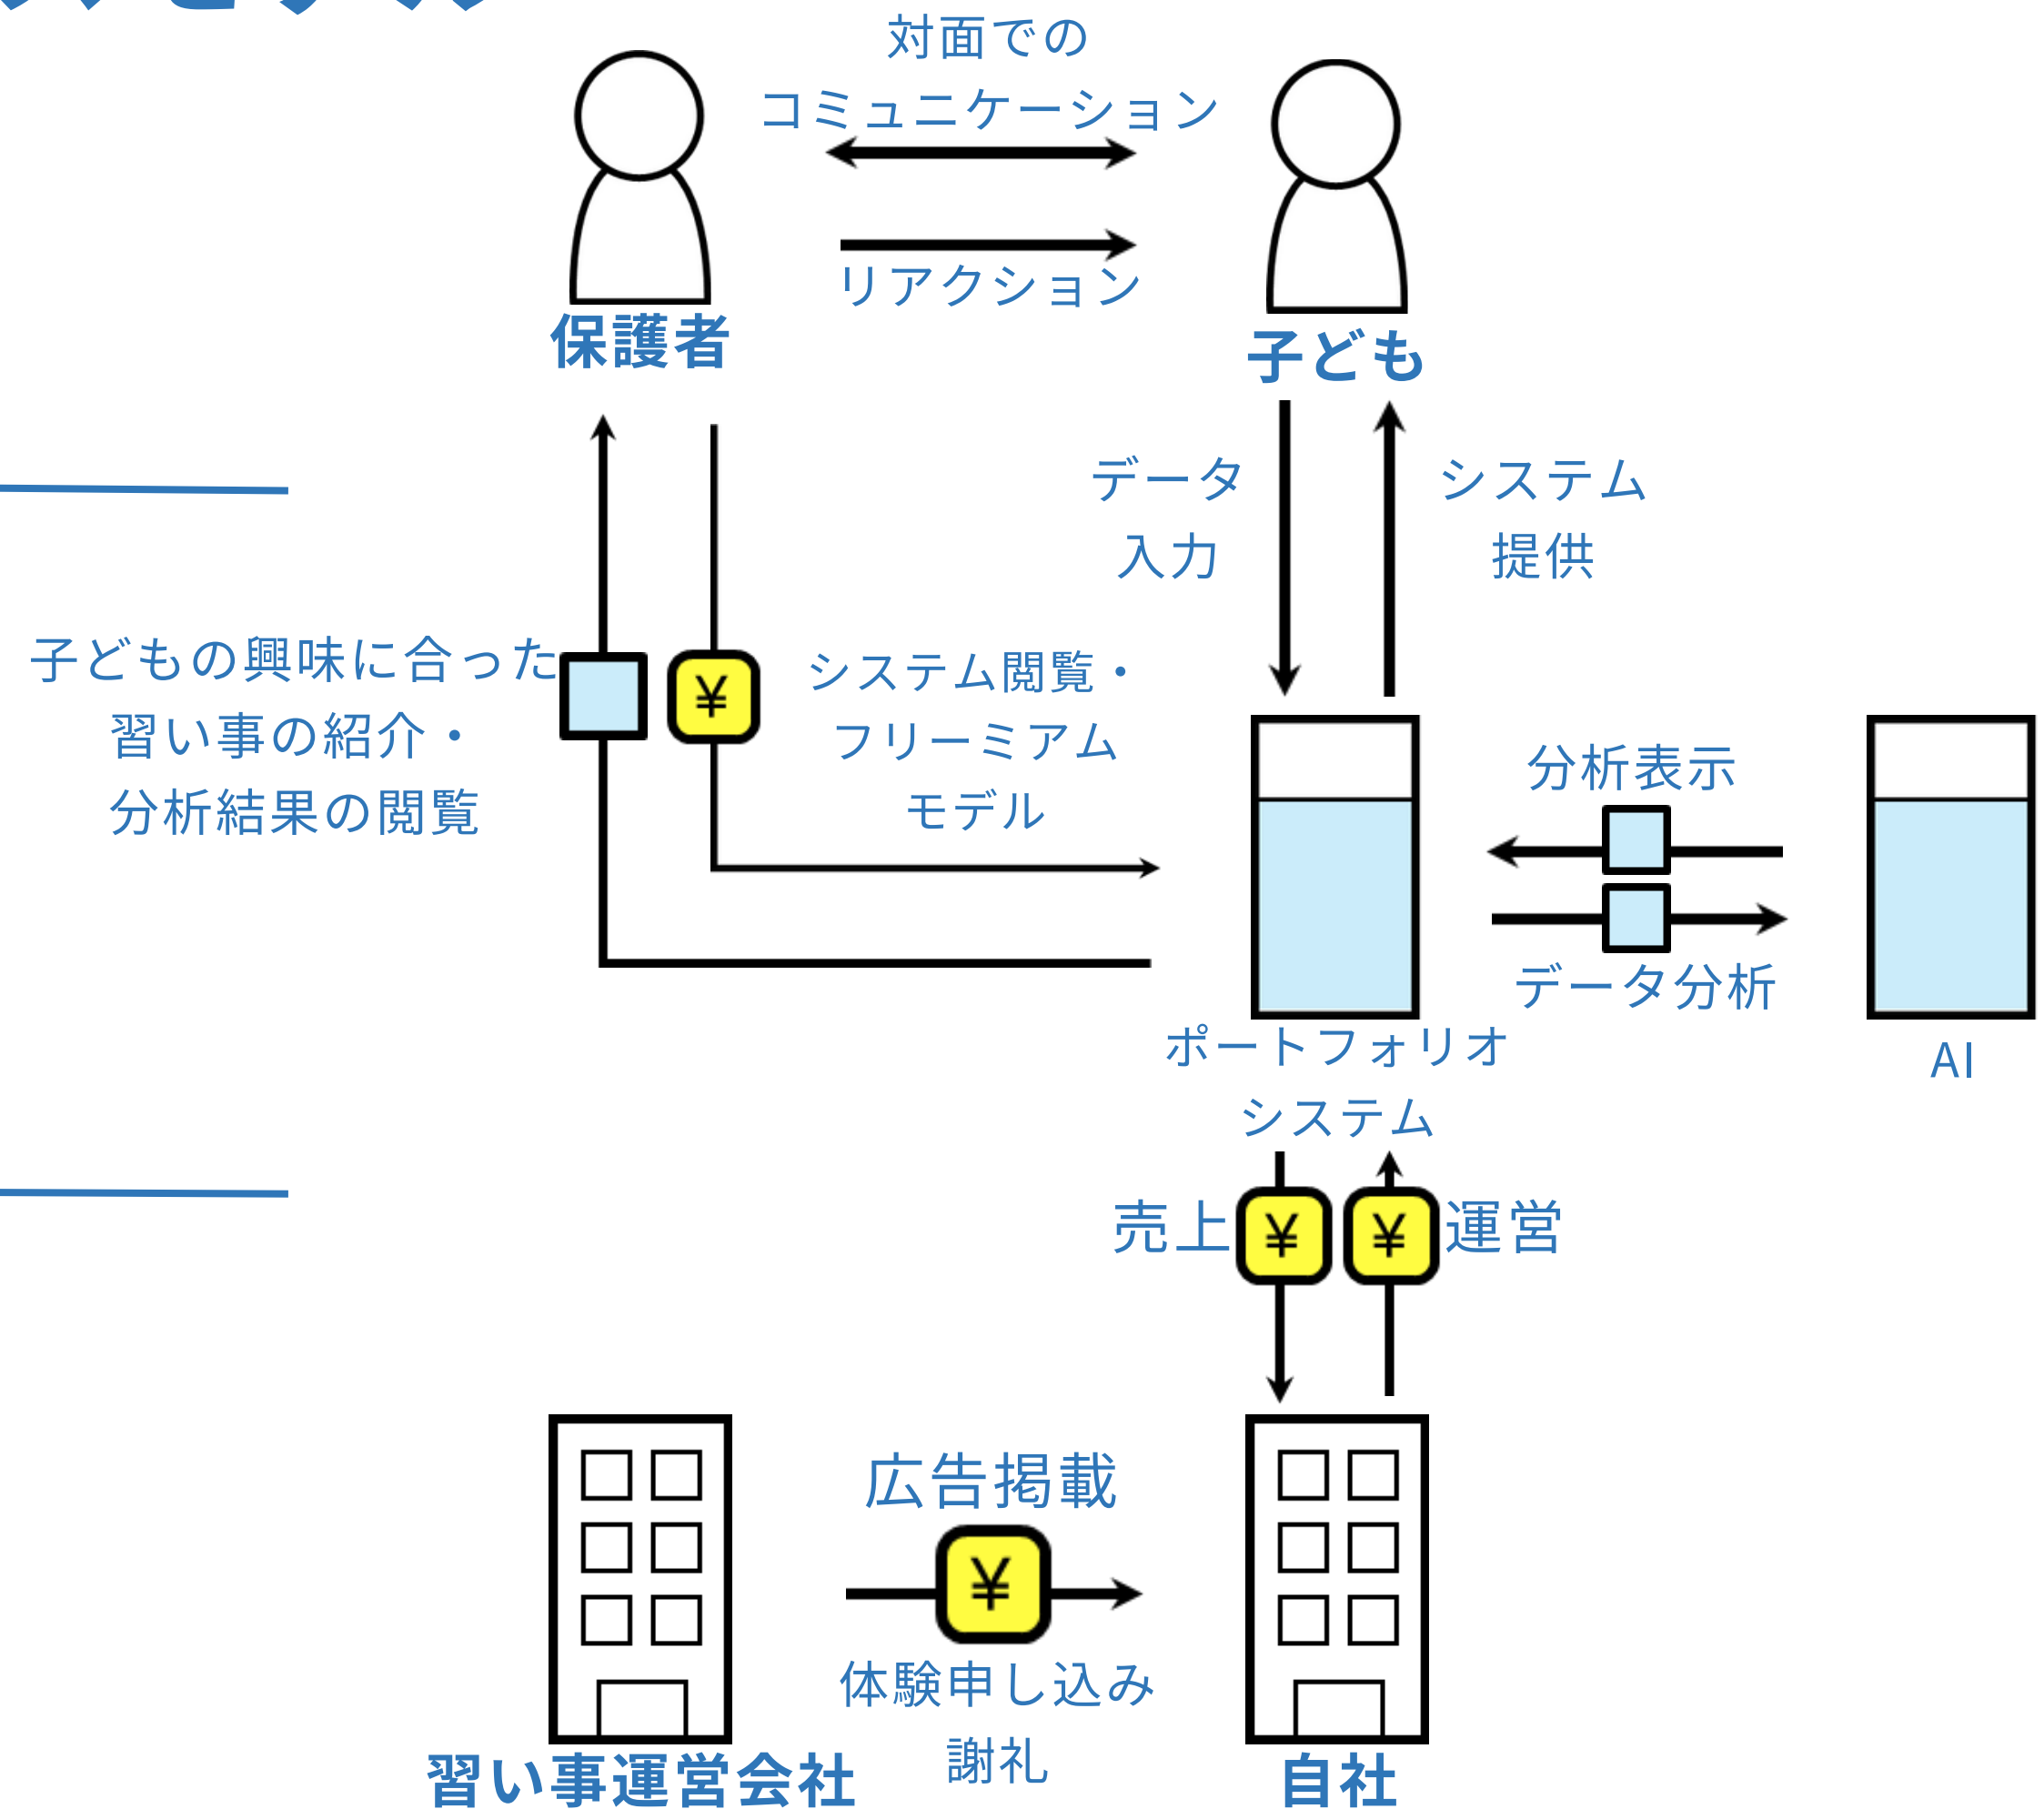 対面での
コミュニケーション
リアクション
保護者
子ども
データ
入力
システム
提供
子どもの興味に合った
習い事の紹介・
分析結果の閲覧
¥
システム閲覧・
フリーミアム
モデル
分析表示
データ分析
ポートフォリオ
システム
AI
売上
¥
¥
運営
広告掲載
¥
体験申し込み
謝礼
習い事運営会社
自社